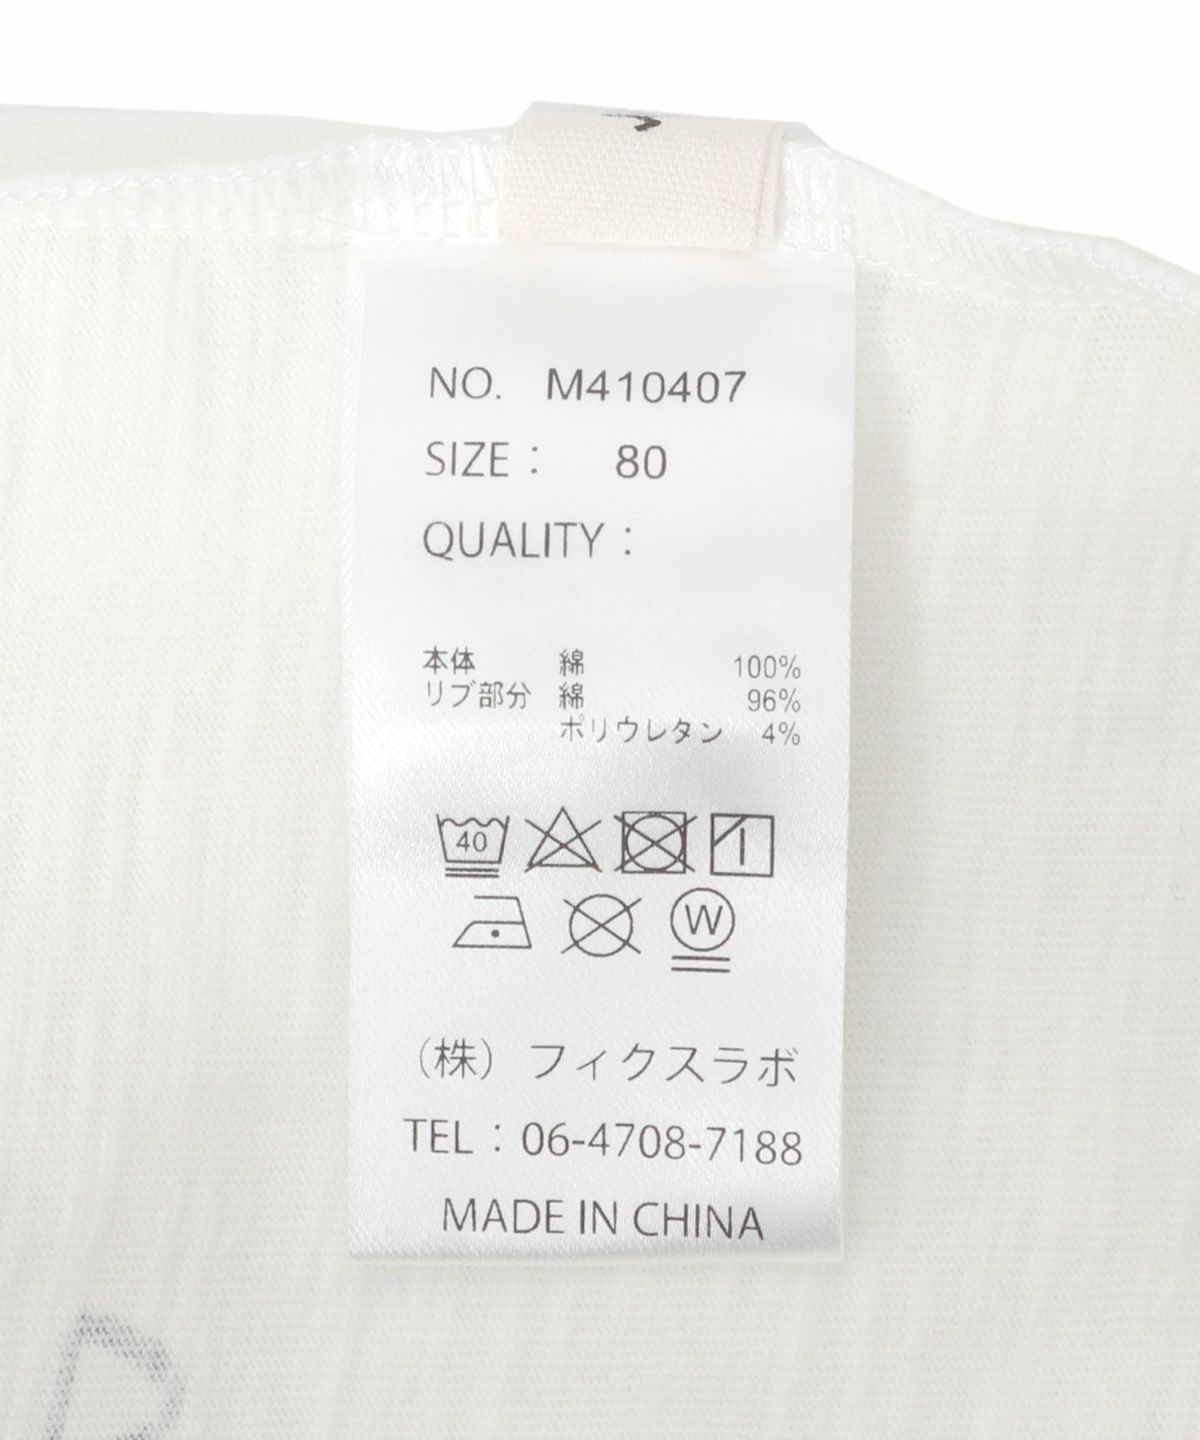 NO. M410407
SIZE： 80
QUALITY：
本体 綿 100%
リブ部分 綿 96%
ポリウレタン 4%
40
W
（株）フィクスラボ
TEL：06-4708-7188
MADE IN CHINA